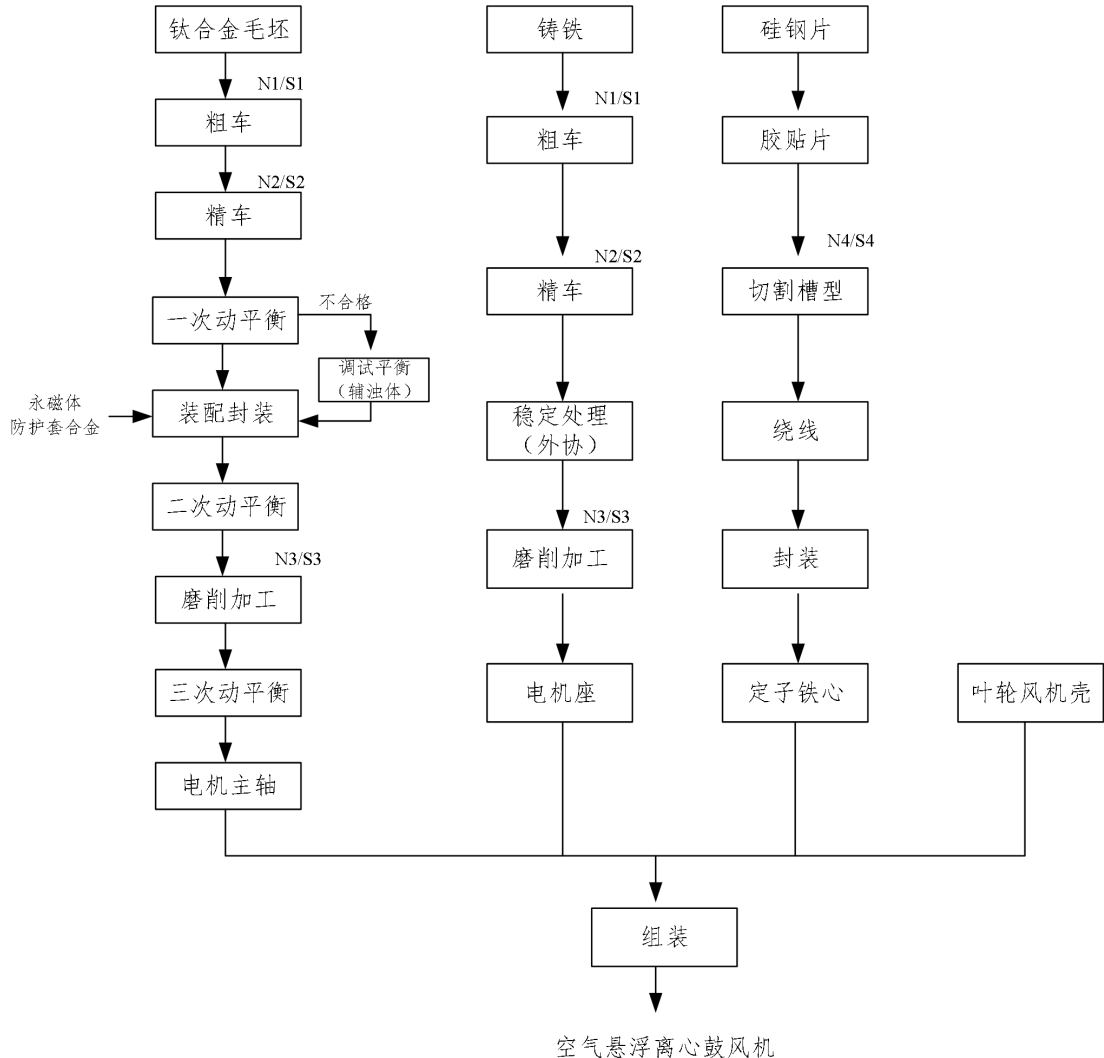 钛合金毛坯
N1/S1
粗车
N2/S2
精车
一次动平衡
不合格
调试平衡
（辅浊体）
永磁体
防护套合金
装配封装
二次动平衡
N3/S3
磨削加工
三次动平衡
电机主轴
铸铁
N1/S1
粗车
N2/S2
精车
稳定处理
（外协）
N3/S3
磨削加工
电机座
硅钢片
胶贴片
N4/S4
切割槽型
绕线
封装
定子铁心
叶轮风机壳
组装
空气悬浮离心鼓风机